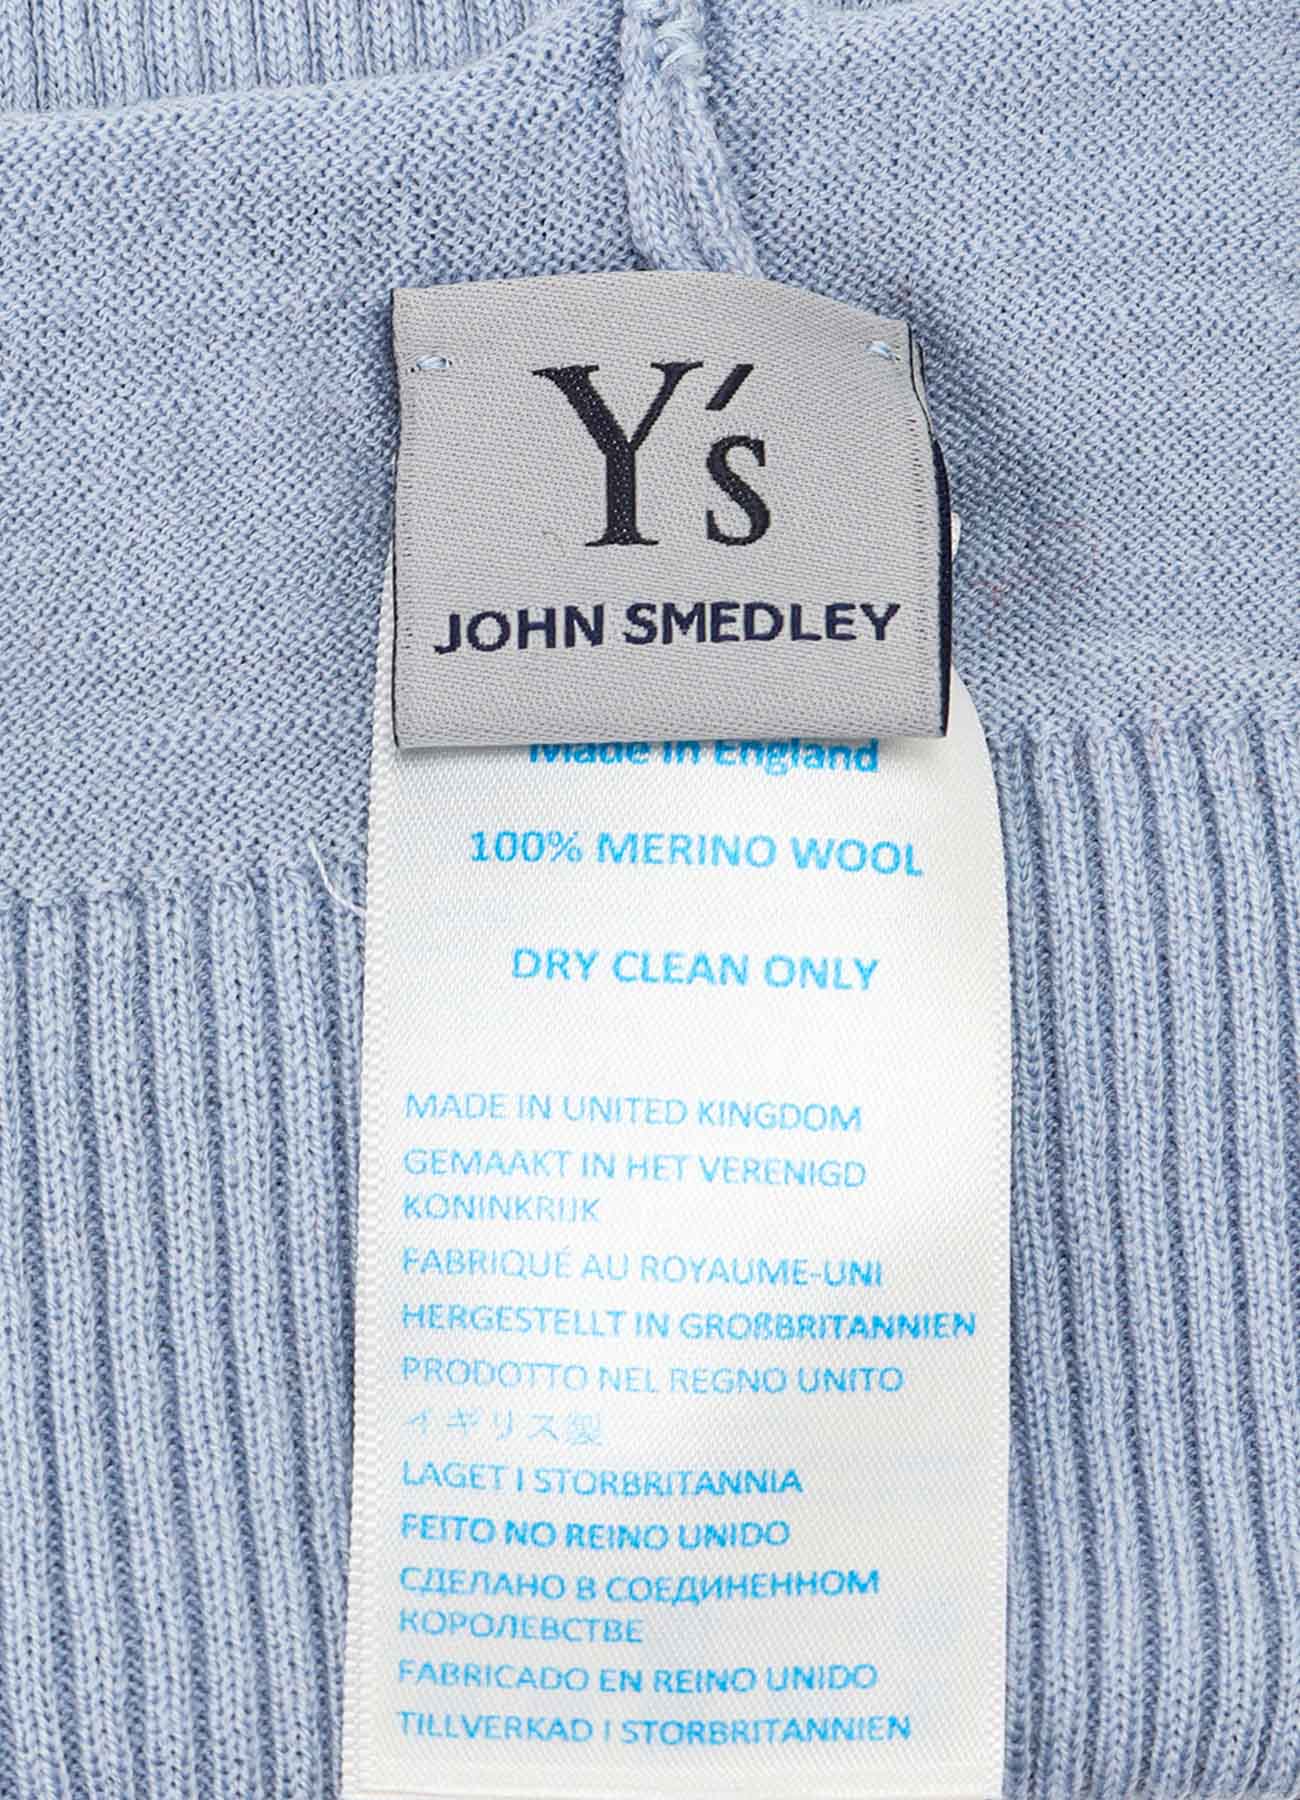 Y's
JOHN SMEDLEY
Made in England
100% MERINO WOOL
DRY CLEAN ONLY
MADE IN UNITED KINGDOM
GEMAAKT IN HET VERENIGD
KONINKRIJK
FABRIQUÉ AU ROYAUME-UNI
HERGESTELLT IN GROßBRITANNIEN
PRODOTTO NEL REGNO UNITO
イギリス製
LAGET I STORBRITANNIA
FEITO NO REINO UNIDO
СДЕЛАНО В СОЕДИНЕННОМ
КОРОЛЕВСТВЕ
FABRICADO EN REINO UNIDO
TILLVERKAD I STORBRITANNIEN